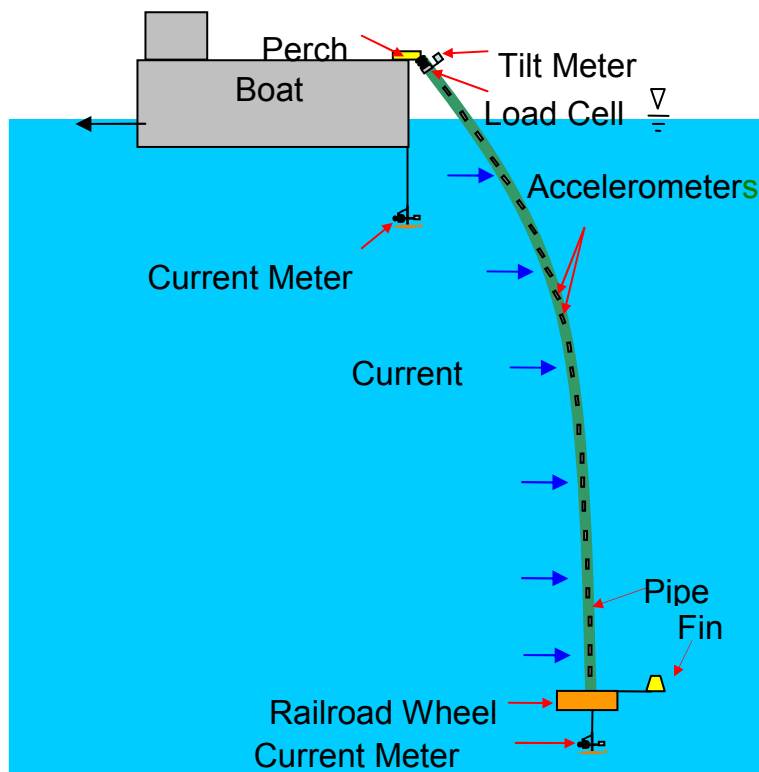 Perch
Tilt Meter
Boat
Load Cell
Accelerometers
Current Meter
Current
Pipe
Fin
Railroad Wheel
Current Meter